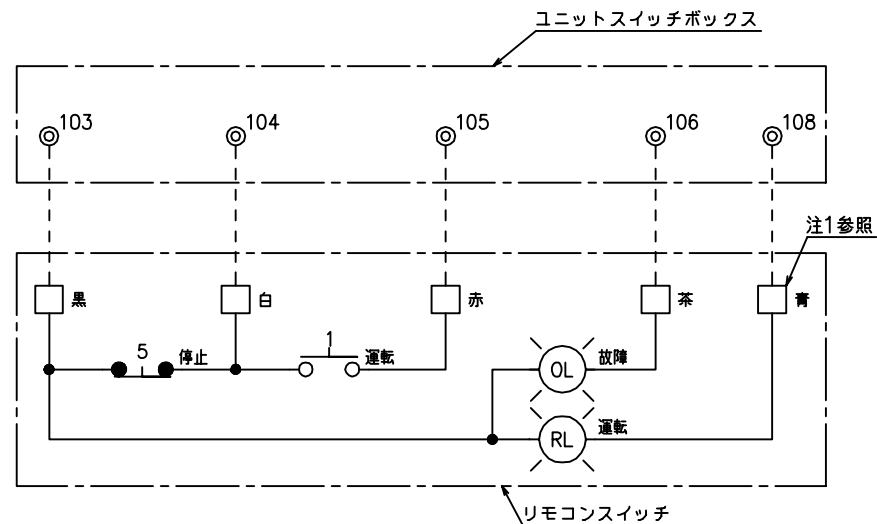 ユニットスイッチボックス
103
104
105
106
108
注1参照
黒
白
赤
茶
青
5
停止
1
運転
OL
故障
RL
運転
リモコンスイッチ